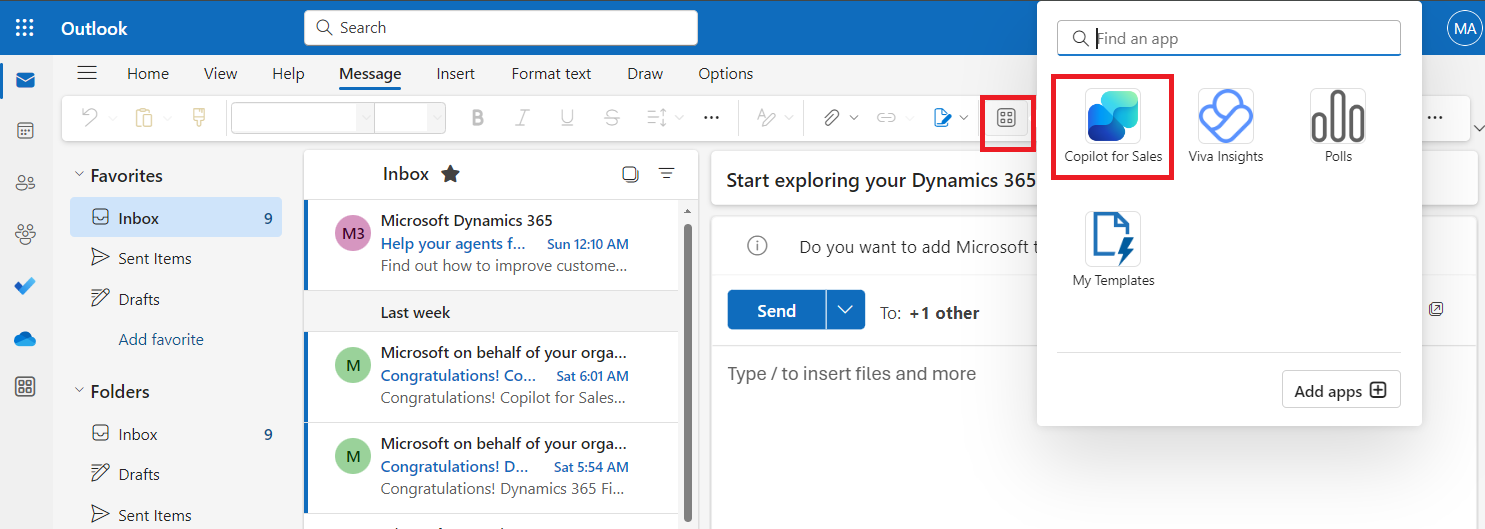 Outlook
Search
MA
Home View Help Message Insert Format text Draw Options
B I U S
Find an app
Copilot for Sales
Viva Insights
Polls
My Templates
Add apps
Favorites
Inbox 9
Sent Items
Drafts
Add favorite
Folders
Inbox 9
Drafts
Sent Items
Inbox
M3
Microsoft Dynamics 365
Help your agents f... Sun 12:10 AM
Find out how to improve custome...
Last week
M
Microsoft on behalf of your orga...
Congratulations! Co... Sat 6:01 AM
Congratulations! Copilot for Sales...
M
Microsoft on behalf of your orga...
Congratulations! D... Sat 5:54 AM
Congratulations! Dynamics 365 Fi...
Start exploring your Dynamics 365
Do you want to add Microsoft t
Send
To: +1 other
Type / to insert files and more